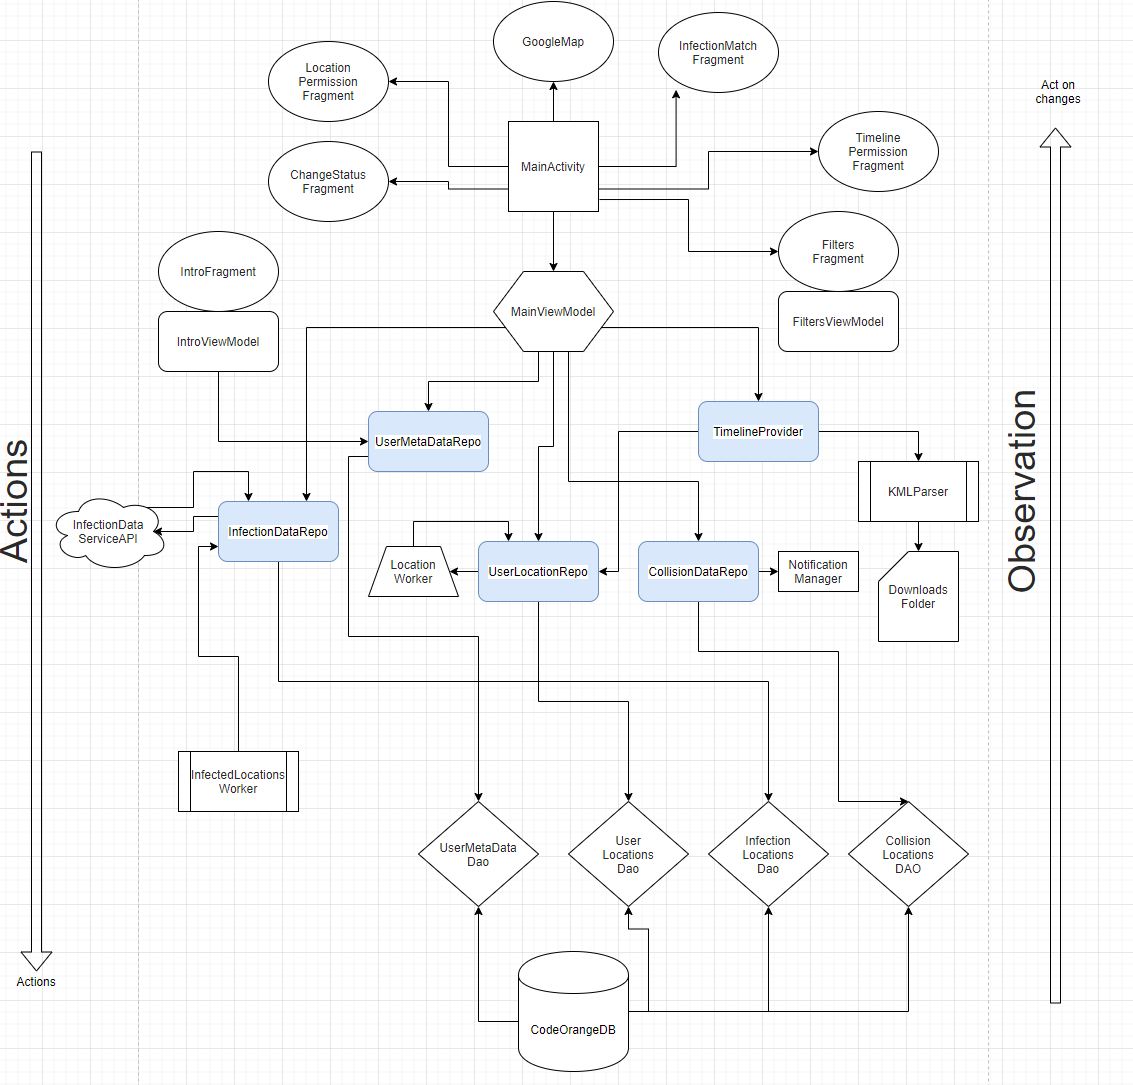 GoogleMap
InfectionMatch
Fragment
Location
Permission
Fragment
Act on
changes
Timeline
Permission
Fragment
MainActivity
ChangeStatus
Fragment
Filters
Fragment
IntroFragment
MainViewModel
FiltersViewModel
IntroViewModel
UserMetaDataRepo
TimelineProvider
Actions
Observation
KMLParser
InfectionData
ServiceAPI
InfectionDataRepo
Location
Worker
UserLocationRepo
CollisionDataRepo
Notification
Manager
Downloads
Folder
InfectedLocations
Worker
UserMetaData
Dao
User
Locations
Dao
Infection
Locations
Dao
Collision
Locations
DAO
Actions
CodeOrangeDB